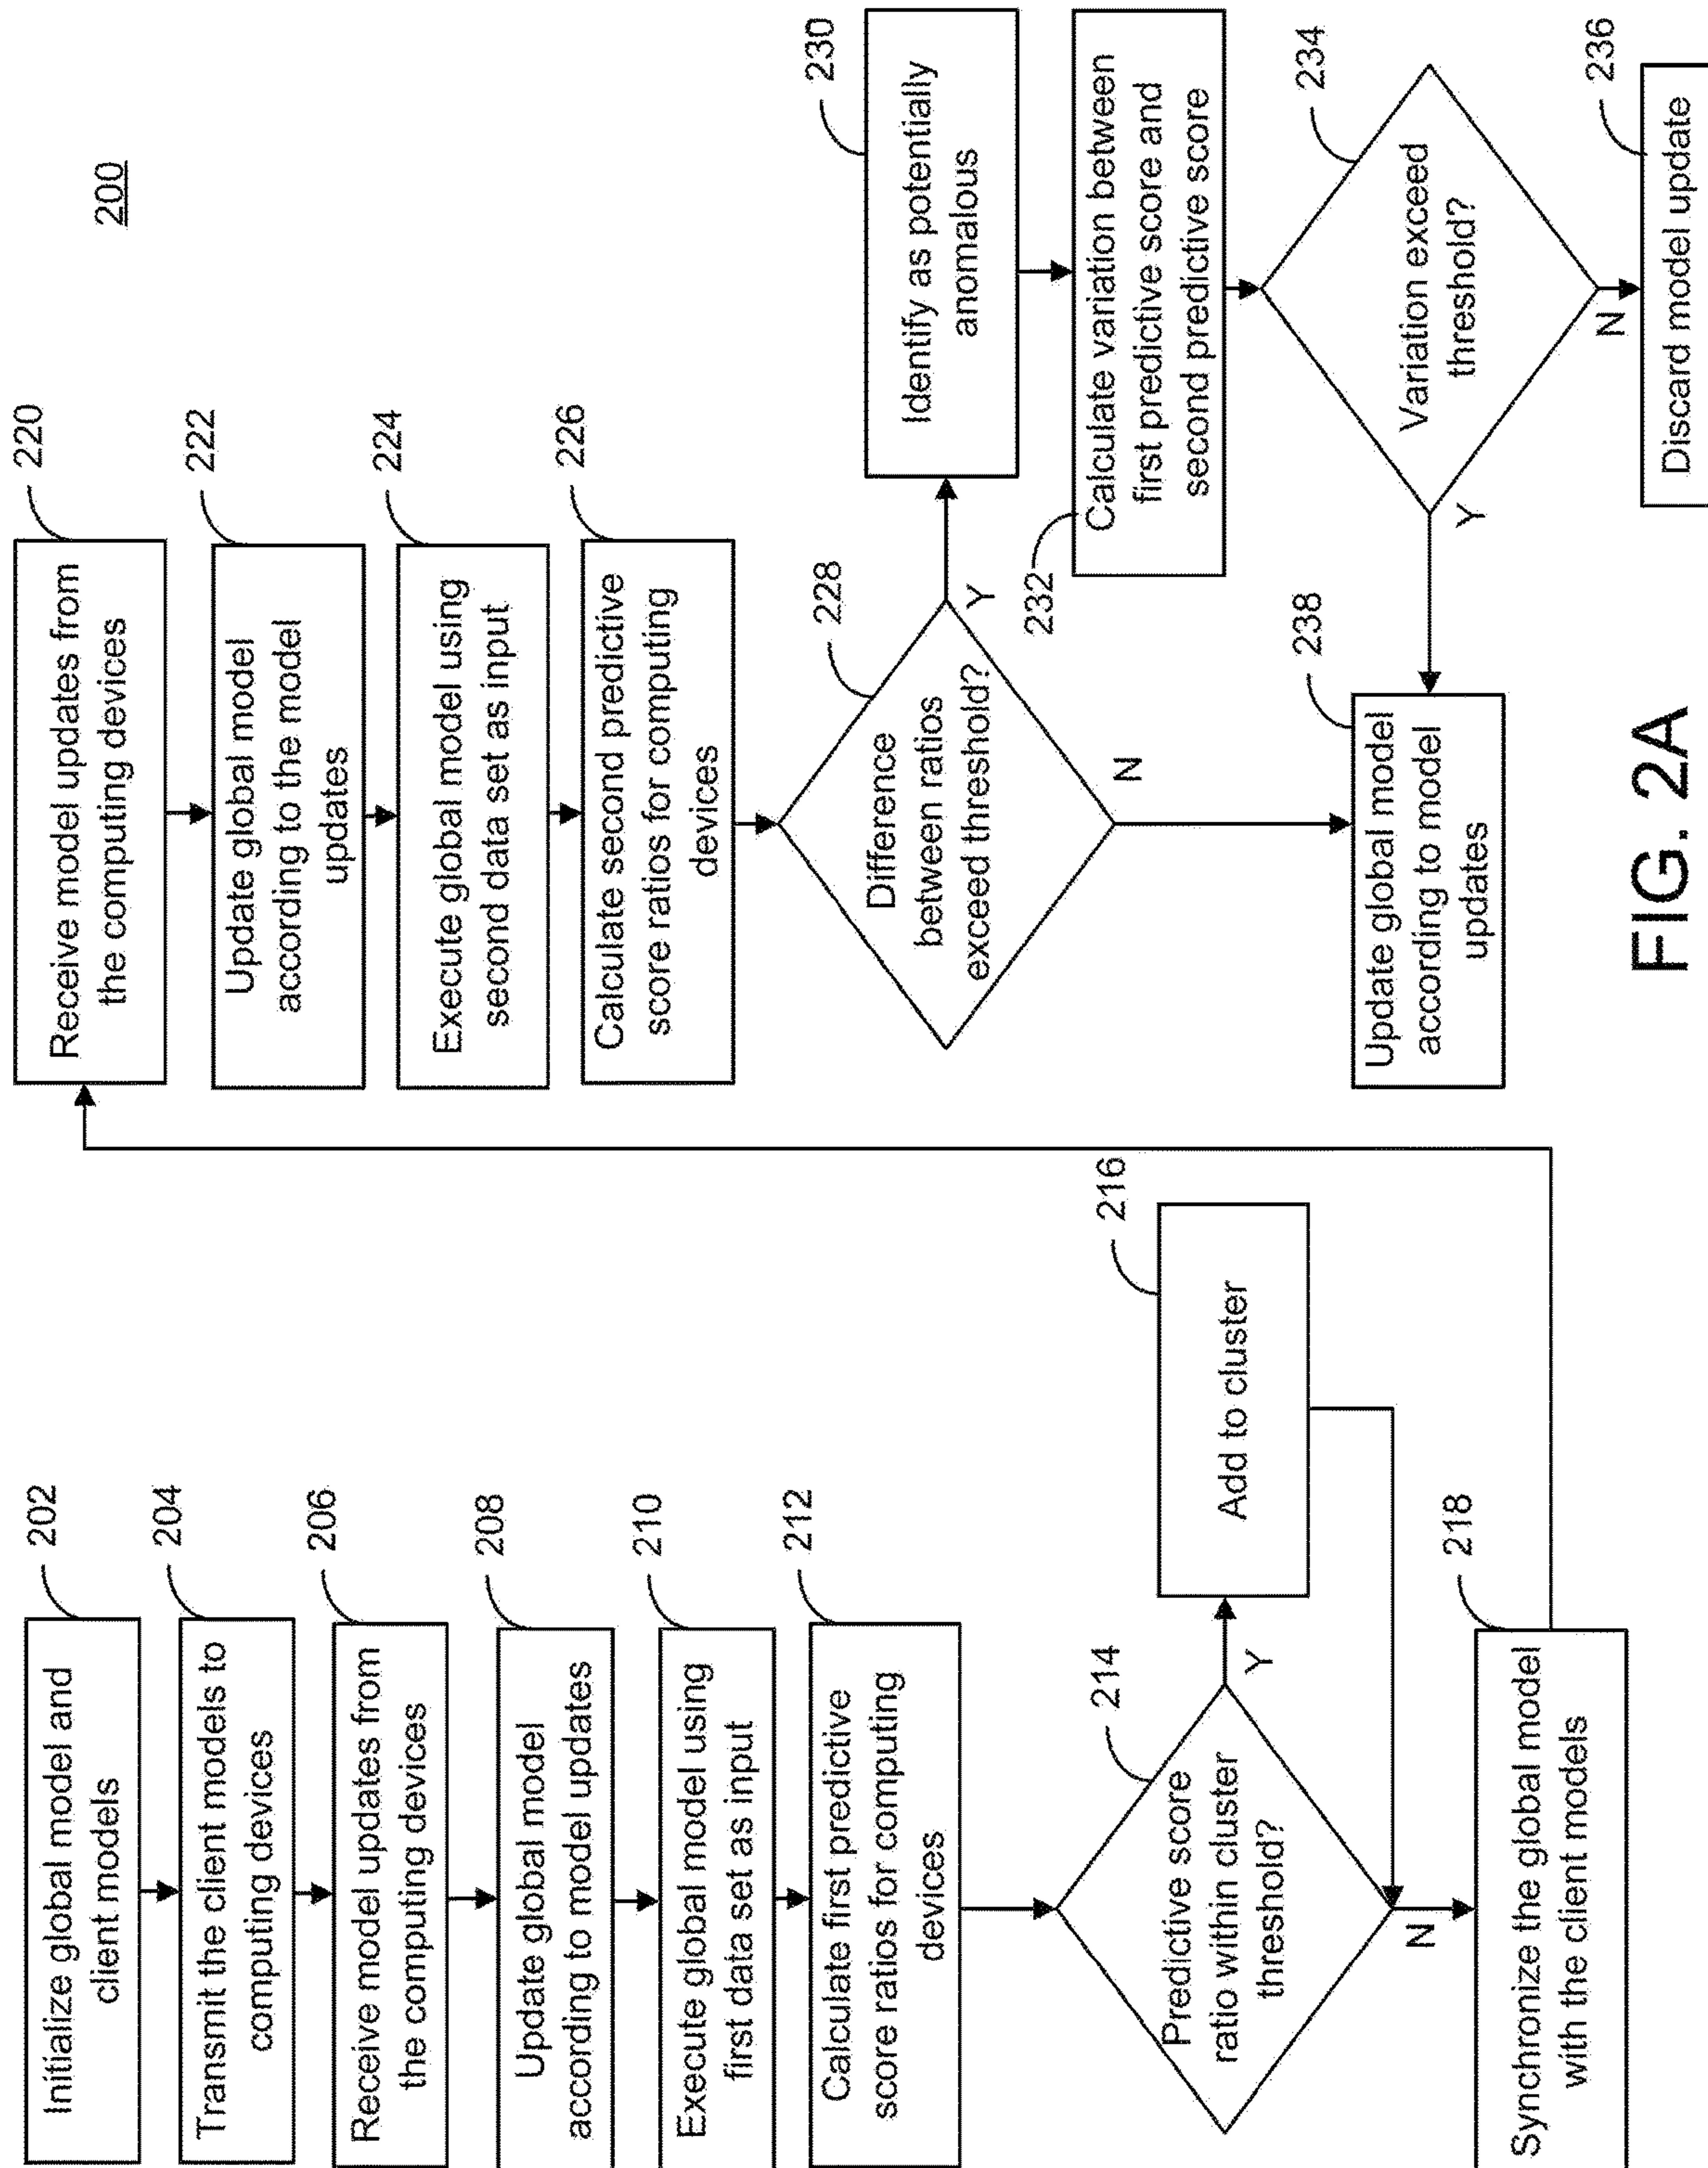 200
Initialize global model and
client models
202
Transmit the client models to
computing devices
204
Receive model updates from
the computing devices
206
Update global model
according to model updates
208
Execute global model using
first data set as input
210
Calculate first predictive
score ratios for computing
devices
212
Predictive score
ratio within cluster
threshold?
214
Y
Add to cluster
216
N
Synchronize the global model
with the client models
218
Receive model updates from
the computing devices
220
Update global model
according to the model
updates
222
Execute global model using
second data set as input
224
Calculate second predictive
score ratios for computing
devices
226
Difference
between ratios
exceed threshold?
228
Y
N
Identify as potentially
anomalous
230
Calculate variation between
first predictive score and
second predictive score
232
Variation exceed
threshold?
234
Y
N
Discard model update
236
Update global model
according to model
updates
238
FIG. 2A